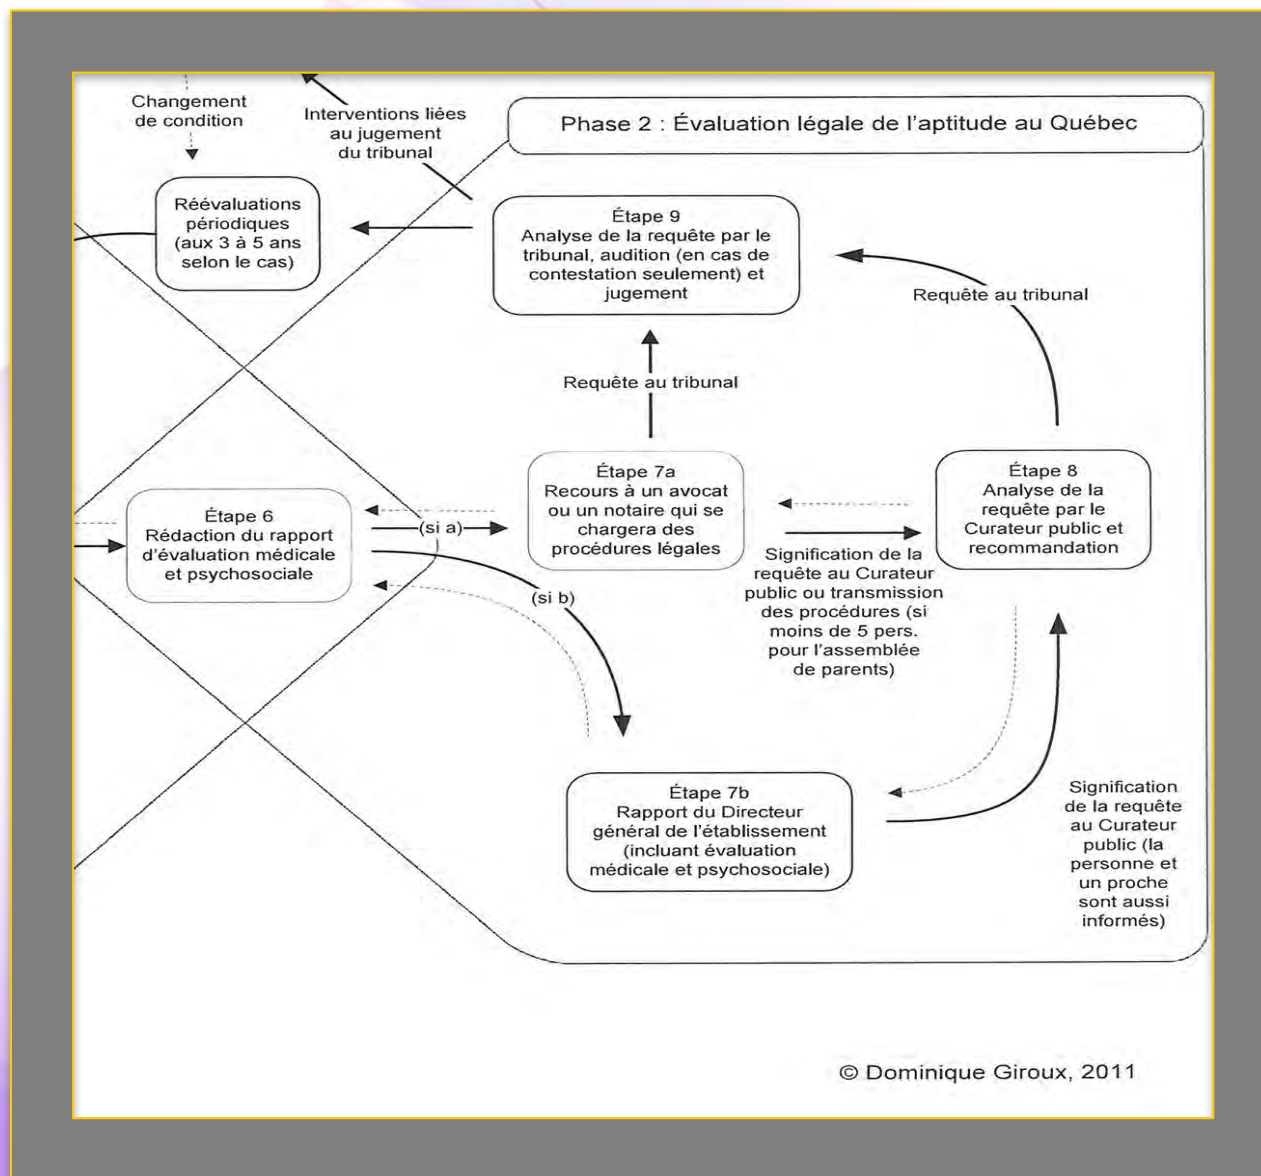 Changement
de condition
Interventions liées
au jugement
du tribunal
Phase 2 : Évaluation légale de l'aptitude au Québec
Réévaluations
périodiques
(aux 3 à 5 ans
selon le cas)
Étape 9
Analyse de la requête par le
tribunal, audition (en cas de
contestation seulement) et
jugement
Requête au tribunal
Requête au tribunal
Étape 6
Rédaction du rapport
d'évaluation médicale
et psychosociale
(si a)
(si b)
Étape 7a
Recours à un avocat
ou un notaire qui se
chargera des
procédures légales
Signification de la
requête au Curateur
public ou transmission
des procédures (si
moins de 5 pers.
pour l'assemblée
de parents)
Étape 8
Analyse de la
requête par le
Curateur public et
recommandation
Étape 7b
Rapport du Directeur
général de l'établissement
(incluant évaluation
médicale et psychosociale)
Signification
de la requête
au Curateur
public (la
personne et
un proche
sont aussi
informés)
© Dominique Giroux, 2011